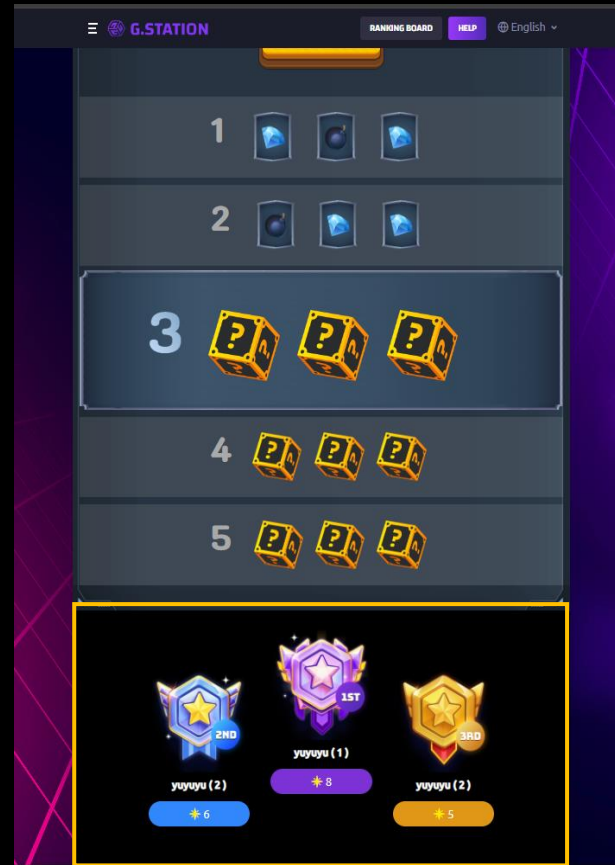 G.STATION RANKING BOARD HELP English
1
2
3 ? ? ?
4 ? ? ?
5 ? ? ?
2ND 1ST 3RD
yuyuyu (1)
yuyuyu (2) yuyuyu (2)
8
6 5